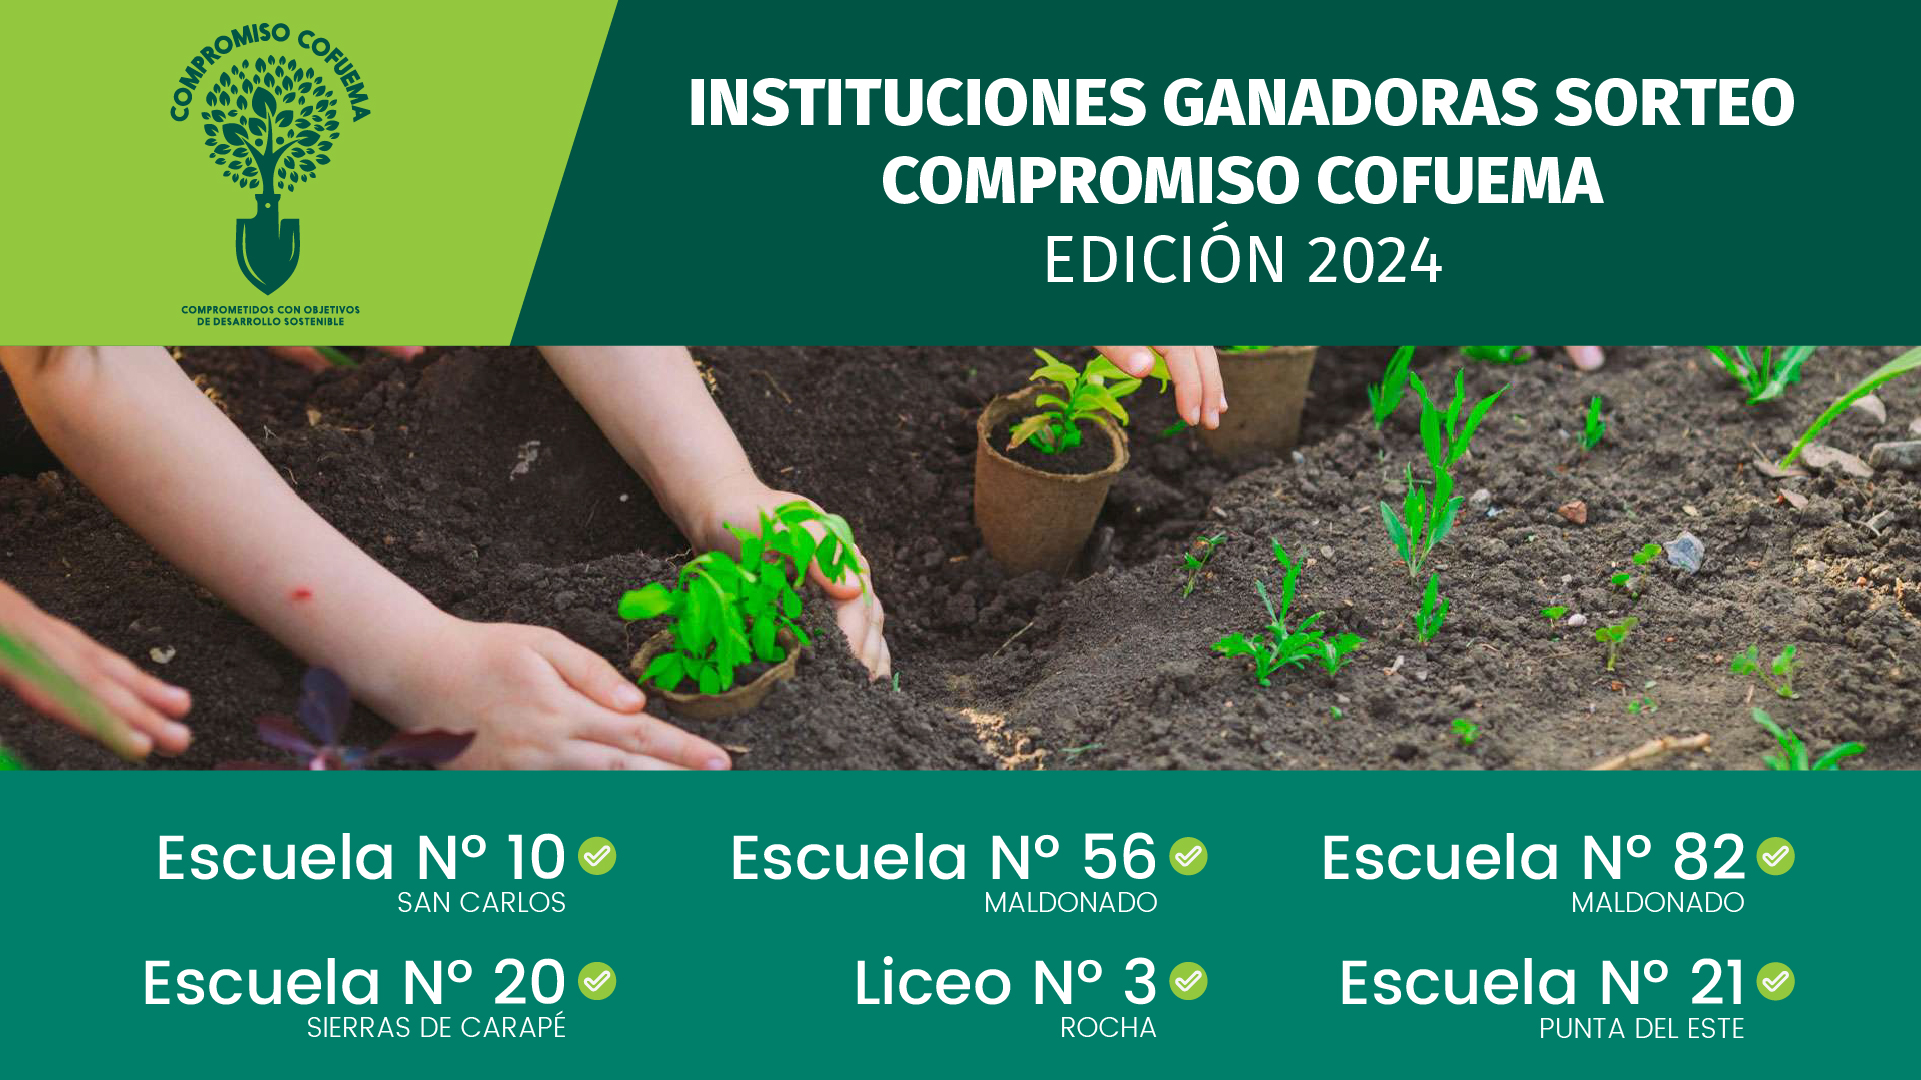 COMPROMISO COFUEMA
COMPROMETIDOS CON OBJETIVOS
DE DESARROLLO SOSTENIBLE
INSTITUCIONES GANADORAS SORTEO
COMPROMISO COFUEMA
EDICIÓN 2024
Escuela Nº 10
SAN CARLOS
Escuela Nº 56
MALDONADO
Escuela Nº 82
MALDONADO
Escuela Nº 20
SIERRAS DE CARAPÉ
Liceo Nº 3
ROCHA
Escuela Nº 21
PUNTA DEL ESTE